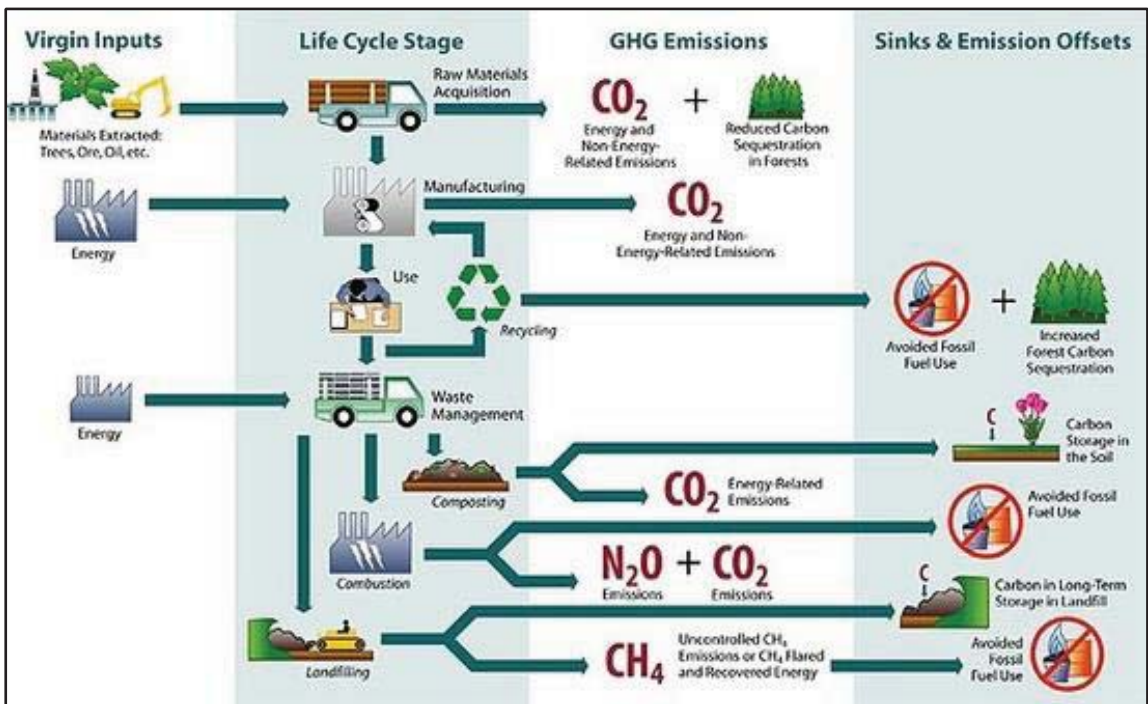 Virgin Inputs
Life Cycle Stage
GHG Emissions
Sinks & Emission Offsets
Materials Extracted:
Trees, Ore, Oil, etc.
Raw Materials
Acquisition
CO2
Energy and
Non-Energy-
Related Emissions
+
Reduced Carbon
Sequestration
in Forests
Energy
Manufacturing
CO2
Energy and Non-
Energy-Related Emissions
Use
Recycling
Avoided Fossil
Fuel Use
+
Increased
Forest Carbon
Sequestration
Energy
Waste
Management
Composting
C
Carbon
Storage in
the Soil
CO2
Energy-Related
Emissions
Combustion
Avoided Fossil
Fuel Use
N2O + CO2
Emissions
Emissions
Landfilling
C
Carbon in Long-Term
Storage in Landfill
CH4
Uncontrolled CH4
Emissions or CH4 Flared
and Recovered Energy
Avoided
Fossil
Fuel Use